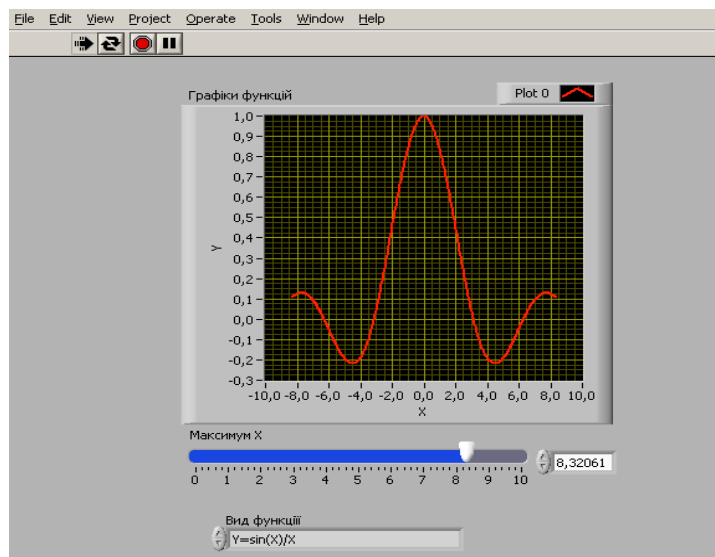 File Edit View Project Operate Tools Window Help
Графіки функцій
Plot 0
1,0
0,9
0,8
0,7
0,6
0,5
0,4
0,3
0,2
0,1
0,0
-0,1
-0,2
-0,3
Y
-10,0 -8,0 -6,0 -4,0 -2,0 0,0 2,0 4,0 6,0 8,0 10,0
X
Максимум X
0 1 2 3 4 5 6 7 8 9 10
8,32061
Вид функціїї
Y=sin(X)/X